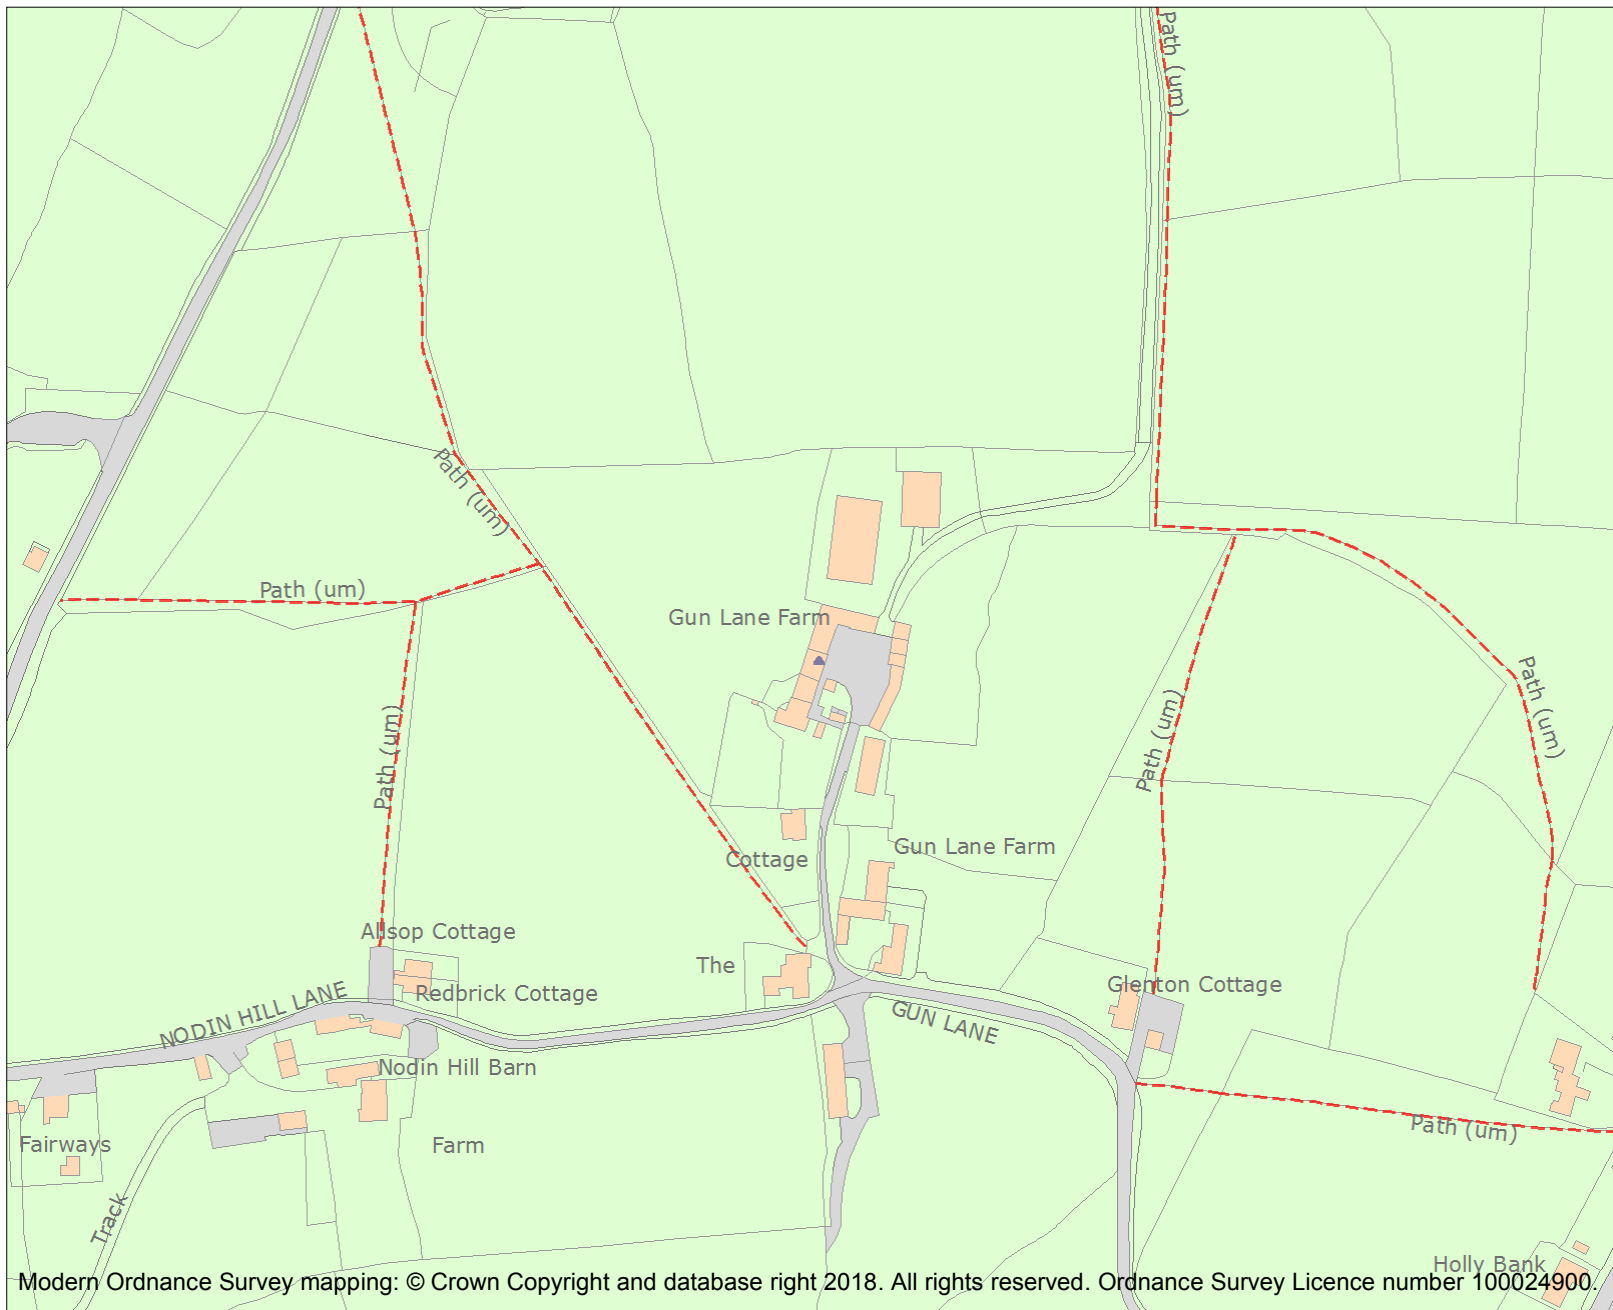 Path (um)
Path (um)
Path (um)
Gun Lane Farm
Path (um)
Path (um)
Path (um)
Gun Lane Farm
Cottage
Allsop Cottage
The
Glenton Cottage
Redbrick Cottage
NODIN HILL LANE
GUN LANE
Nodin Hill Barn
Path (um)
Fairways
Farm
Track
Holly Bank
Modern Ordnance Survey mapping: © Crown Copyright and database right 2018. All rights reserved. Ordnance Survey Licence number 100024900.